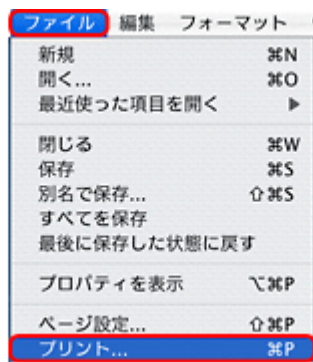 ファイル 編集 フォーマット
新規 ⌘N
開く... ⌘O
最近使った項目を開く ▶
閉じる ⌘W
保存 ⌘S
別名で保存... ⇧⌘S
すべてを保存
最後に保存した状態に戻す
プロパティを表示 ⌥⌘P
ページ設定... ⇧⌘P
プリント... ⌘P